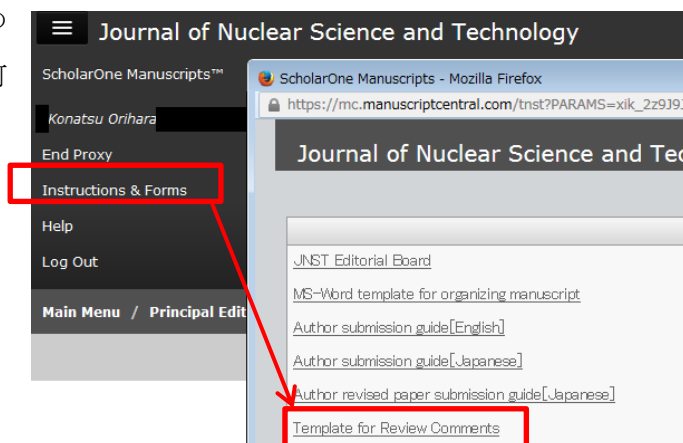 の
Journal of Nuclear Science and Technology
ScholarOne Manuscripts™
Konatsu Orihara
End Proxy
Instructions & Forms
Help
Log Out
Main Menu / Principal Edit
ScholarOne Manuscripts - Mozilla Firefox
https://mc.manuscriptcentral.com/tnst?PARAMS=xik_2z9J9J
Journal of Nuclear Science and Tec
JNST Editorial Board
MS-Word template for organizing manuscript
Author submission guide[English]
Author submission guide[Japanese]
Author revised paper submission guide[Japanese]
Template for Review Comments